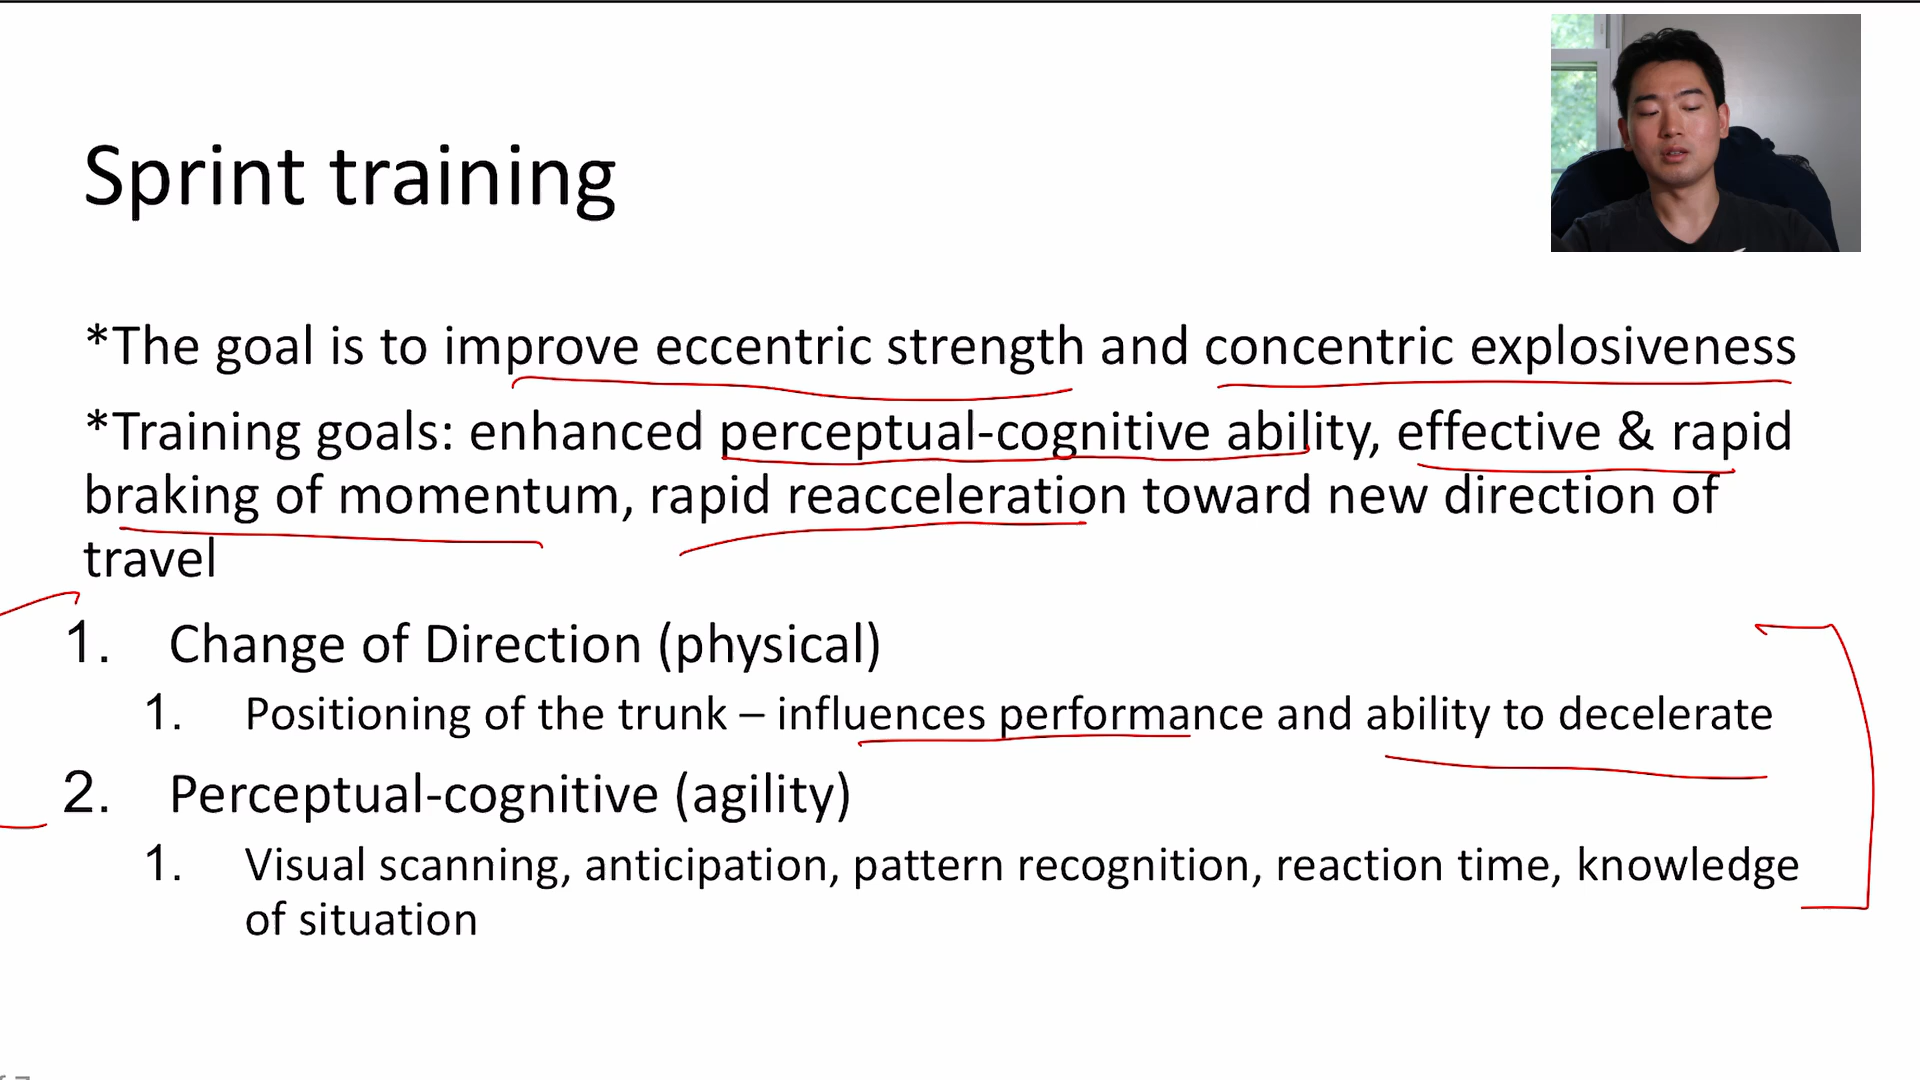 Sprint training
*The goal is to improve eccentric strength and concentric explosiveness
*Training goals: enhanced perceptual-cognitive ability, effective & rapid
braking of momentum, rapid reacceleration toward new direction of
travel
1. Change of Direction (physical)
1. Positioning of the trunk – influences performance and ability to decelerate
2. Perceptual-cognitive (agility)
1. Visual scanning, anticipation, pattern recognition, reaction time, knowledge
of situation